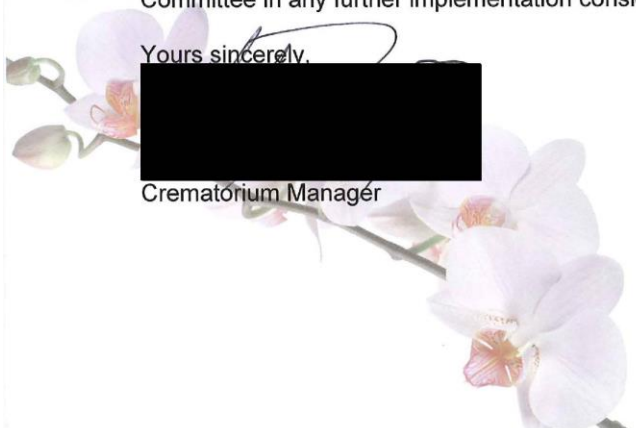 Committee in any further implementation
Yours sincerely,
Crematorium Manager